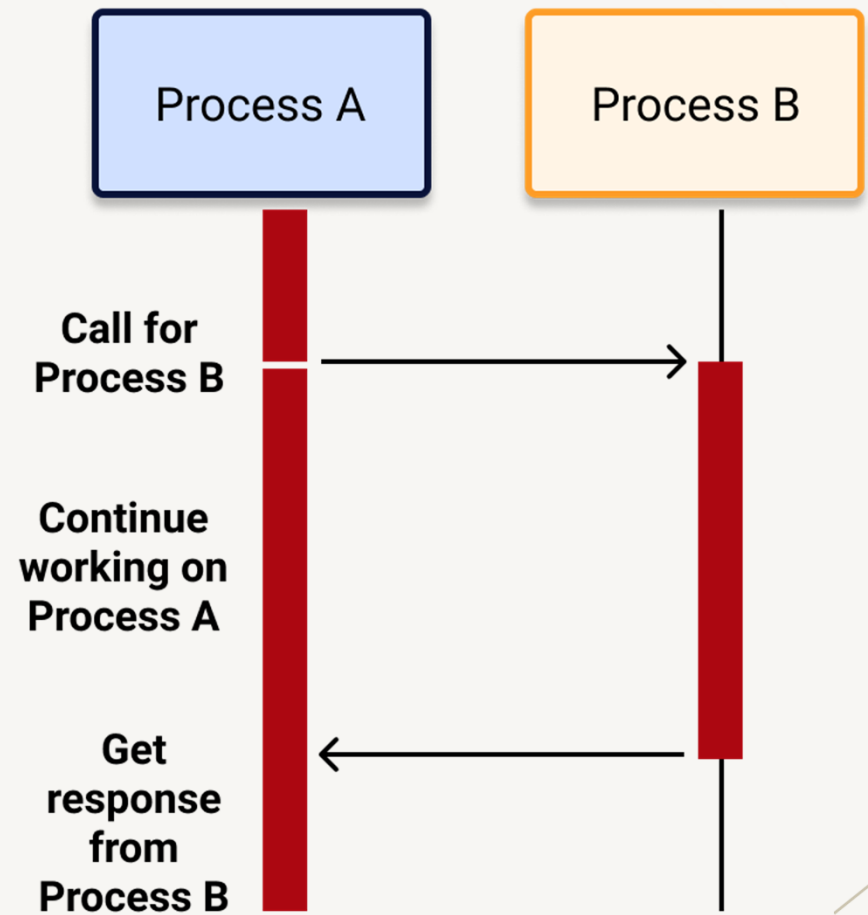 Process A
Process B
Call for
Process B
Continue
working on
Process A
Get
response
from
Process B